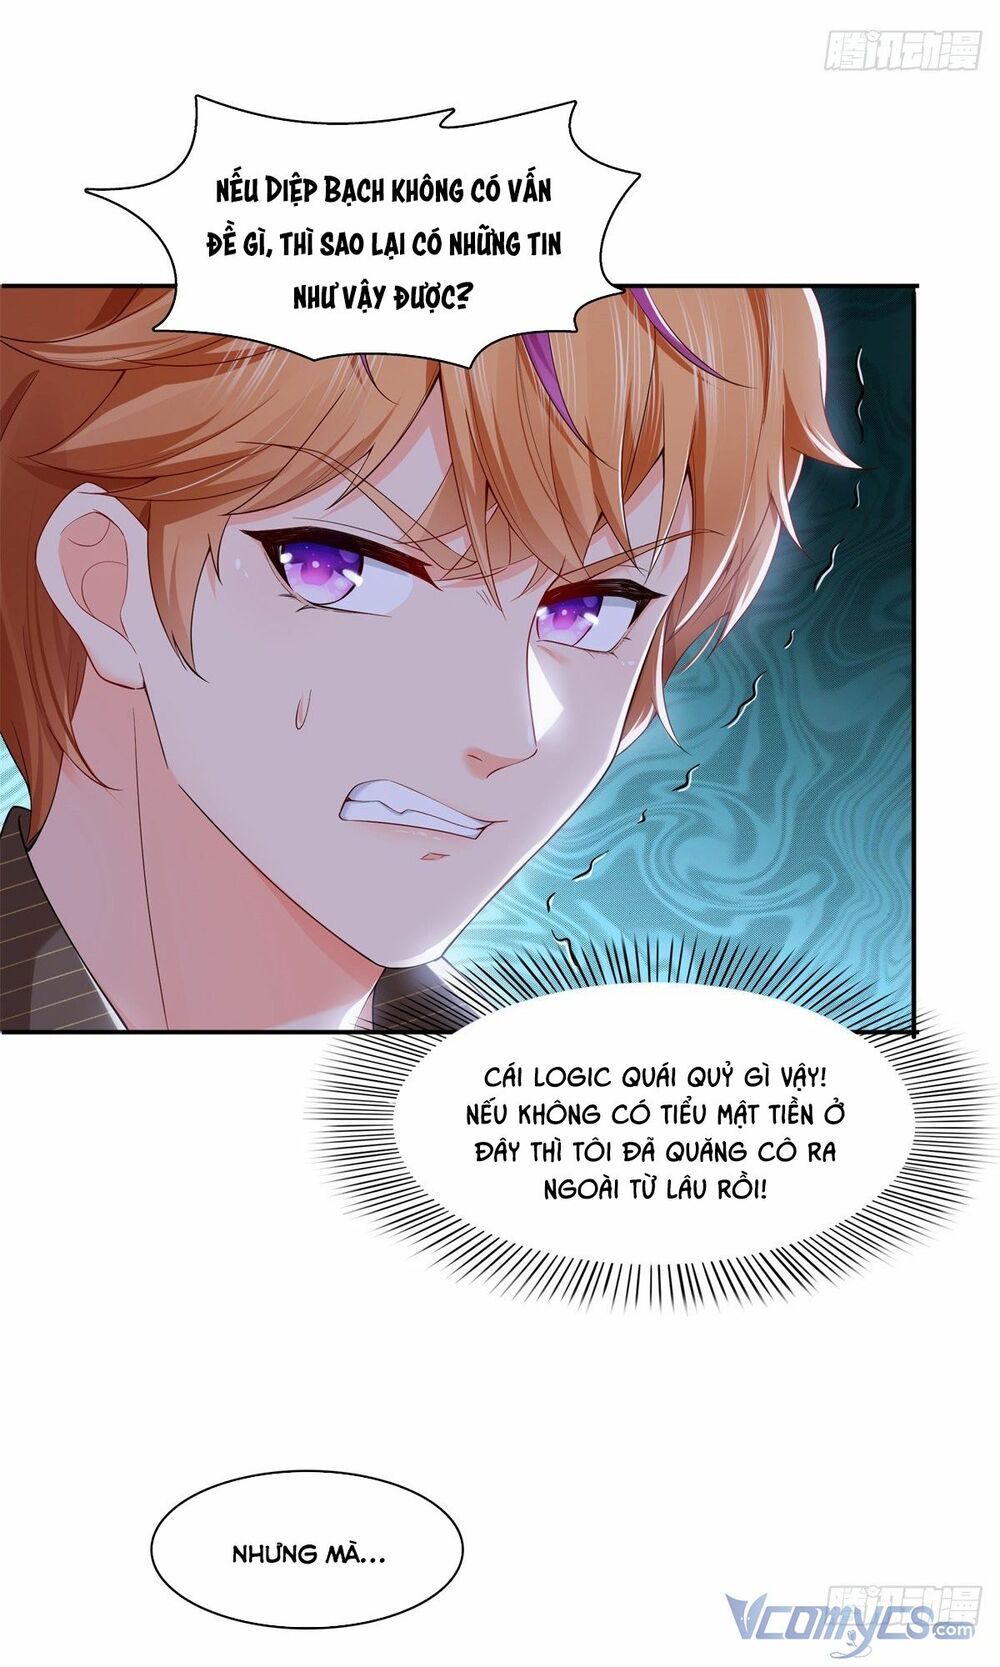 腾讯动漫
NẾU DIỆP BẠCH KHÔNG CÓ VẤN
ĐỀ GÌ, THÌ SAO LẠI CÓ NHỮNG TIN
NHƯ VẬY ĐƯỢC?
CÁI LOGIC QUÁI QUỶ GÌ VẬY!
NẾU KHÔNG CÓ TIỂU MẬT TIỀN Ở
ĐÂY THÌ TÔI ĐÃ QUĂNG CÔ RA
NGOÀI TỪ LÂU RỒI!
NHƯNG MÀ...
腾讯动漫
VCOMYCS.com